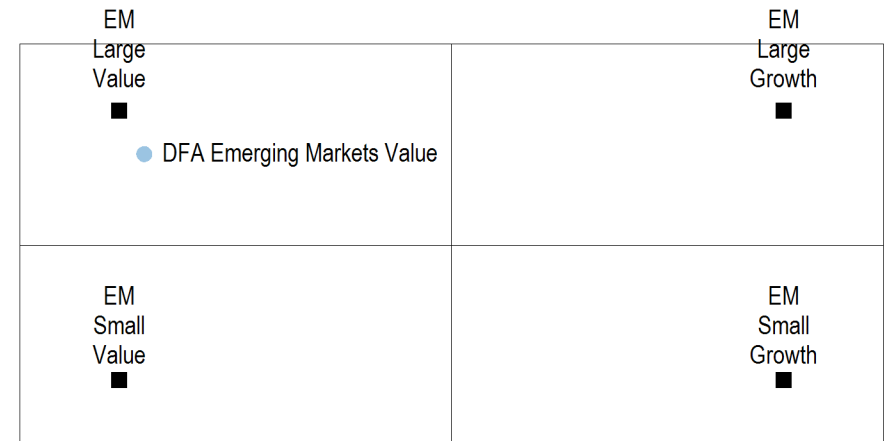 EM
Large
Value
EM
Large
Growth
DFA Emerging Markets Value
EM
Small
Value
EM
Small
Growth